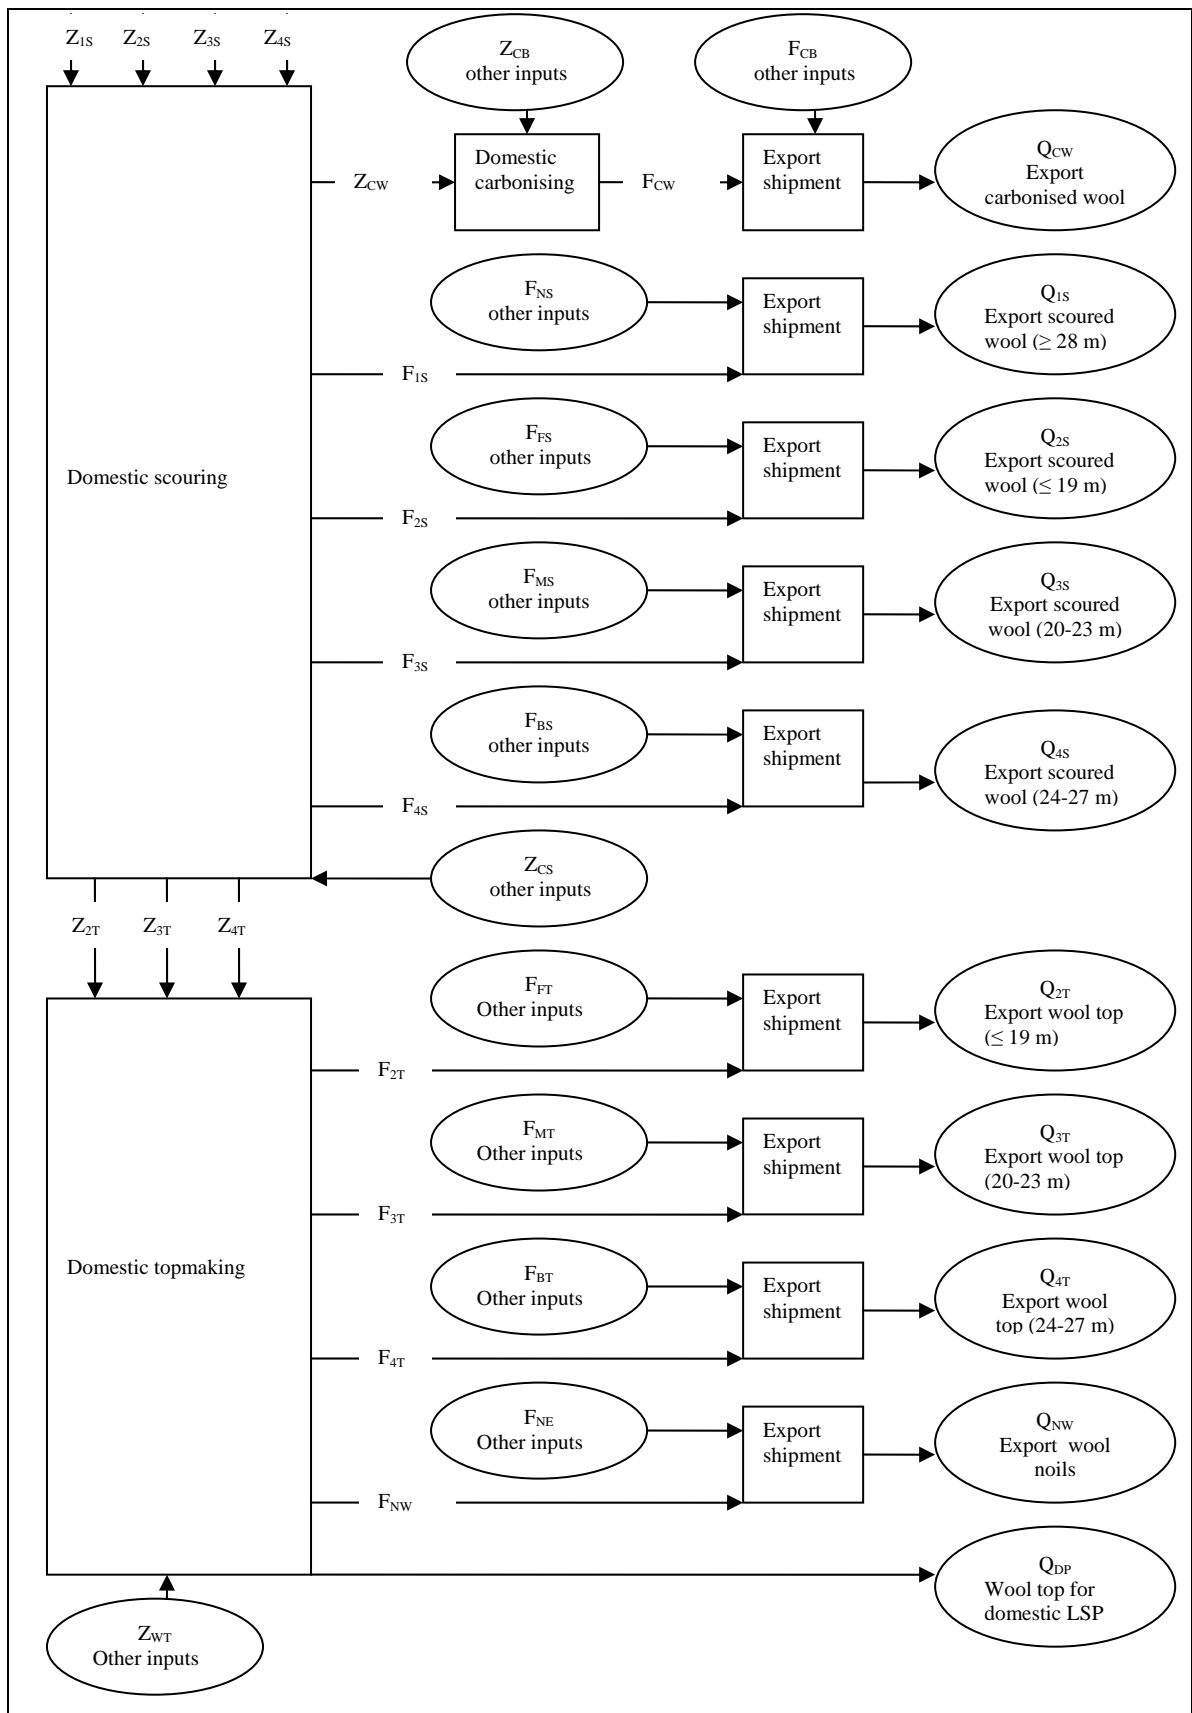 Z1S Z2S Z3S Z4S
ZCB
other inputs
FCB
other inputs
Domestic
carbonising
Export
shipment
QCW
Export
carbonised wool
ZCW
FCW
FNS
other inputs
Export
shipment
Q1S
Export scoured
wool (≥ 28 m)
F1S
FFS
other inputs
Export
shipment
Q2S
Export scoured
wool (≤ 19 m)
Domestic scouring
F2S
FMS
other inputs
Export
shipment
Q3S
Export scoured
wool (20-23 m)
F3S
FBS
other inputs
Export
shipment
Q4S
Export scoured
wool (24-27 m)
F4S
ZCS
other inputs
Z2T Z3T Z4T
FFT
Other inputs
Export
shipment
Q2T
Export wool top
(≤ 19 m)
F2T
FMT
Other inputs
Export
shipment
Q3T
Export wool top
(20-23 m)
F3T
Domestic topmaking
FBT
Other inputs
Export
shipment
Q4T
Export wool
top (24-27 m)
F4T
FNE
Other inputs
Export
shipment
QNW
Export wool
noils
FNW
QDP
Wool top for
domestic LSP
ZWT
Other inputs